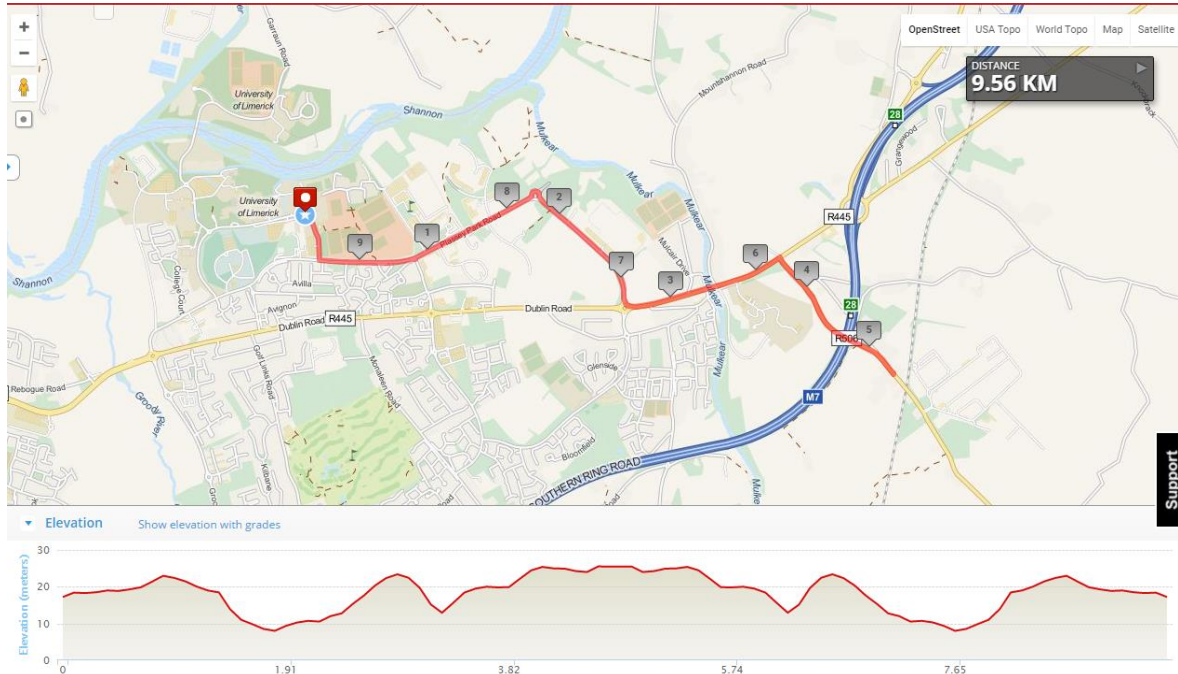 +
−
OpenStreet
USA Topo
World Topo
Map
Satellite
DISTANCE
9.56 KM
Garraun Road
Mountshannon Road
University
of Limerick
Shannon
Mulkear
28
Grangewood
University
of Limerick
8
2
Mulkear
Mulkear
R445
1
Plassey Park Road
9
Mulcair Drive
6
7
4
3
Shannon
College Court
Avilla
Avignon
Dublin Road
R445
Dublin Road
Mulkear
28
5
R506
Golf Links Road
Monaleen Road
Glenside
Rebogue Road
Groody River
M7
Bloomfield
Kilbane
SOUTHERN RING ROAD
Support
Elevation
Show elevation with grades
Elevation (meters)
30
20
10
0
0
1.91
3.82
5.74
7.65